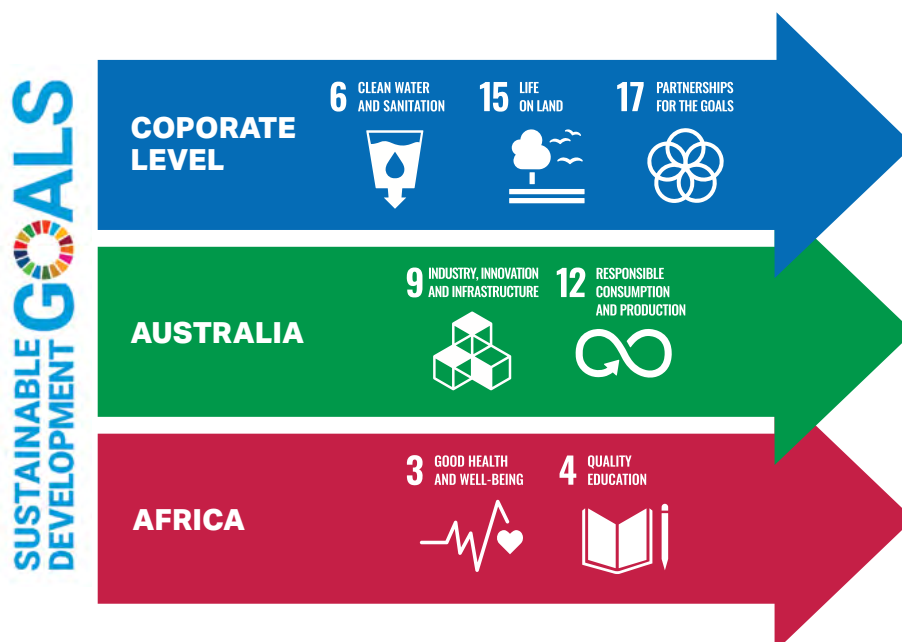 SUSTAINABLE
DEVELOPMENT
GOALS
COPORATE
LEVEL
6 CLEAN WATER
AND SANITATION
15 LIFE
ON LAND
17 PARTNERSHIPS
FOR THE GOALS
AUSTRALIA
9 INDUSTRY, INNOVATION
AND INFRASTRUCTURE
12 RESPONSIBLE
CONSUMPTION
AND PRODUCTION
AFRICA
3 GOOD HEALTH
AND WELL-BEING
4 QUALITY
EDUCATION